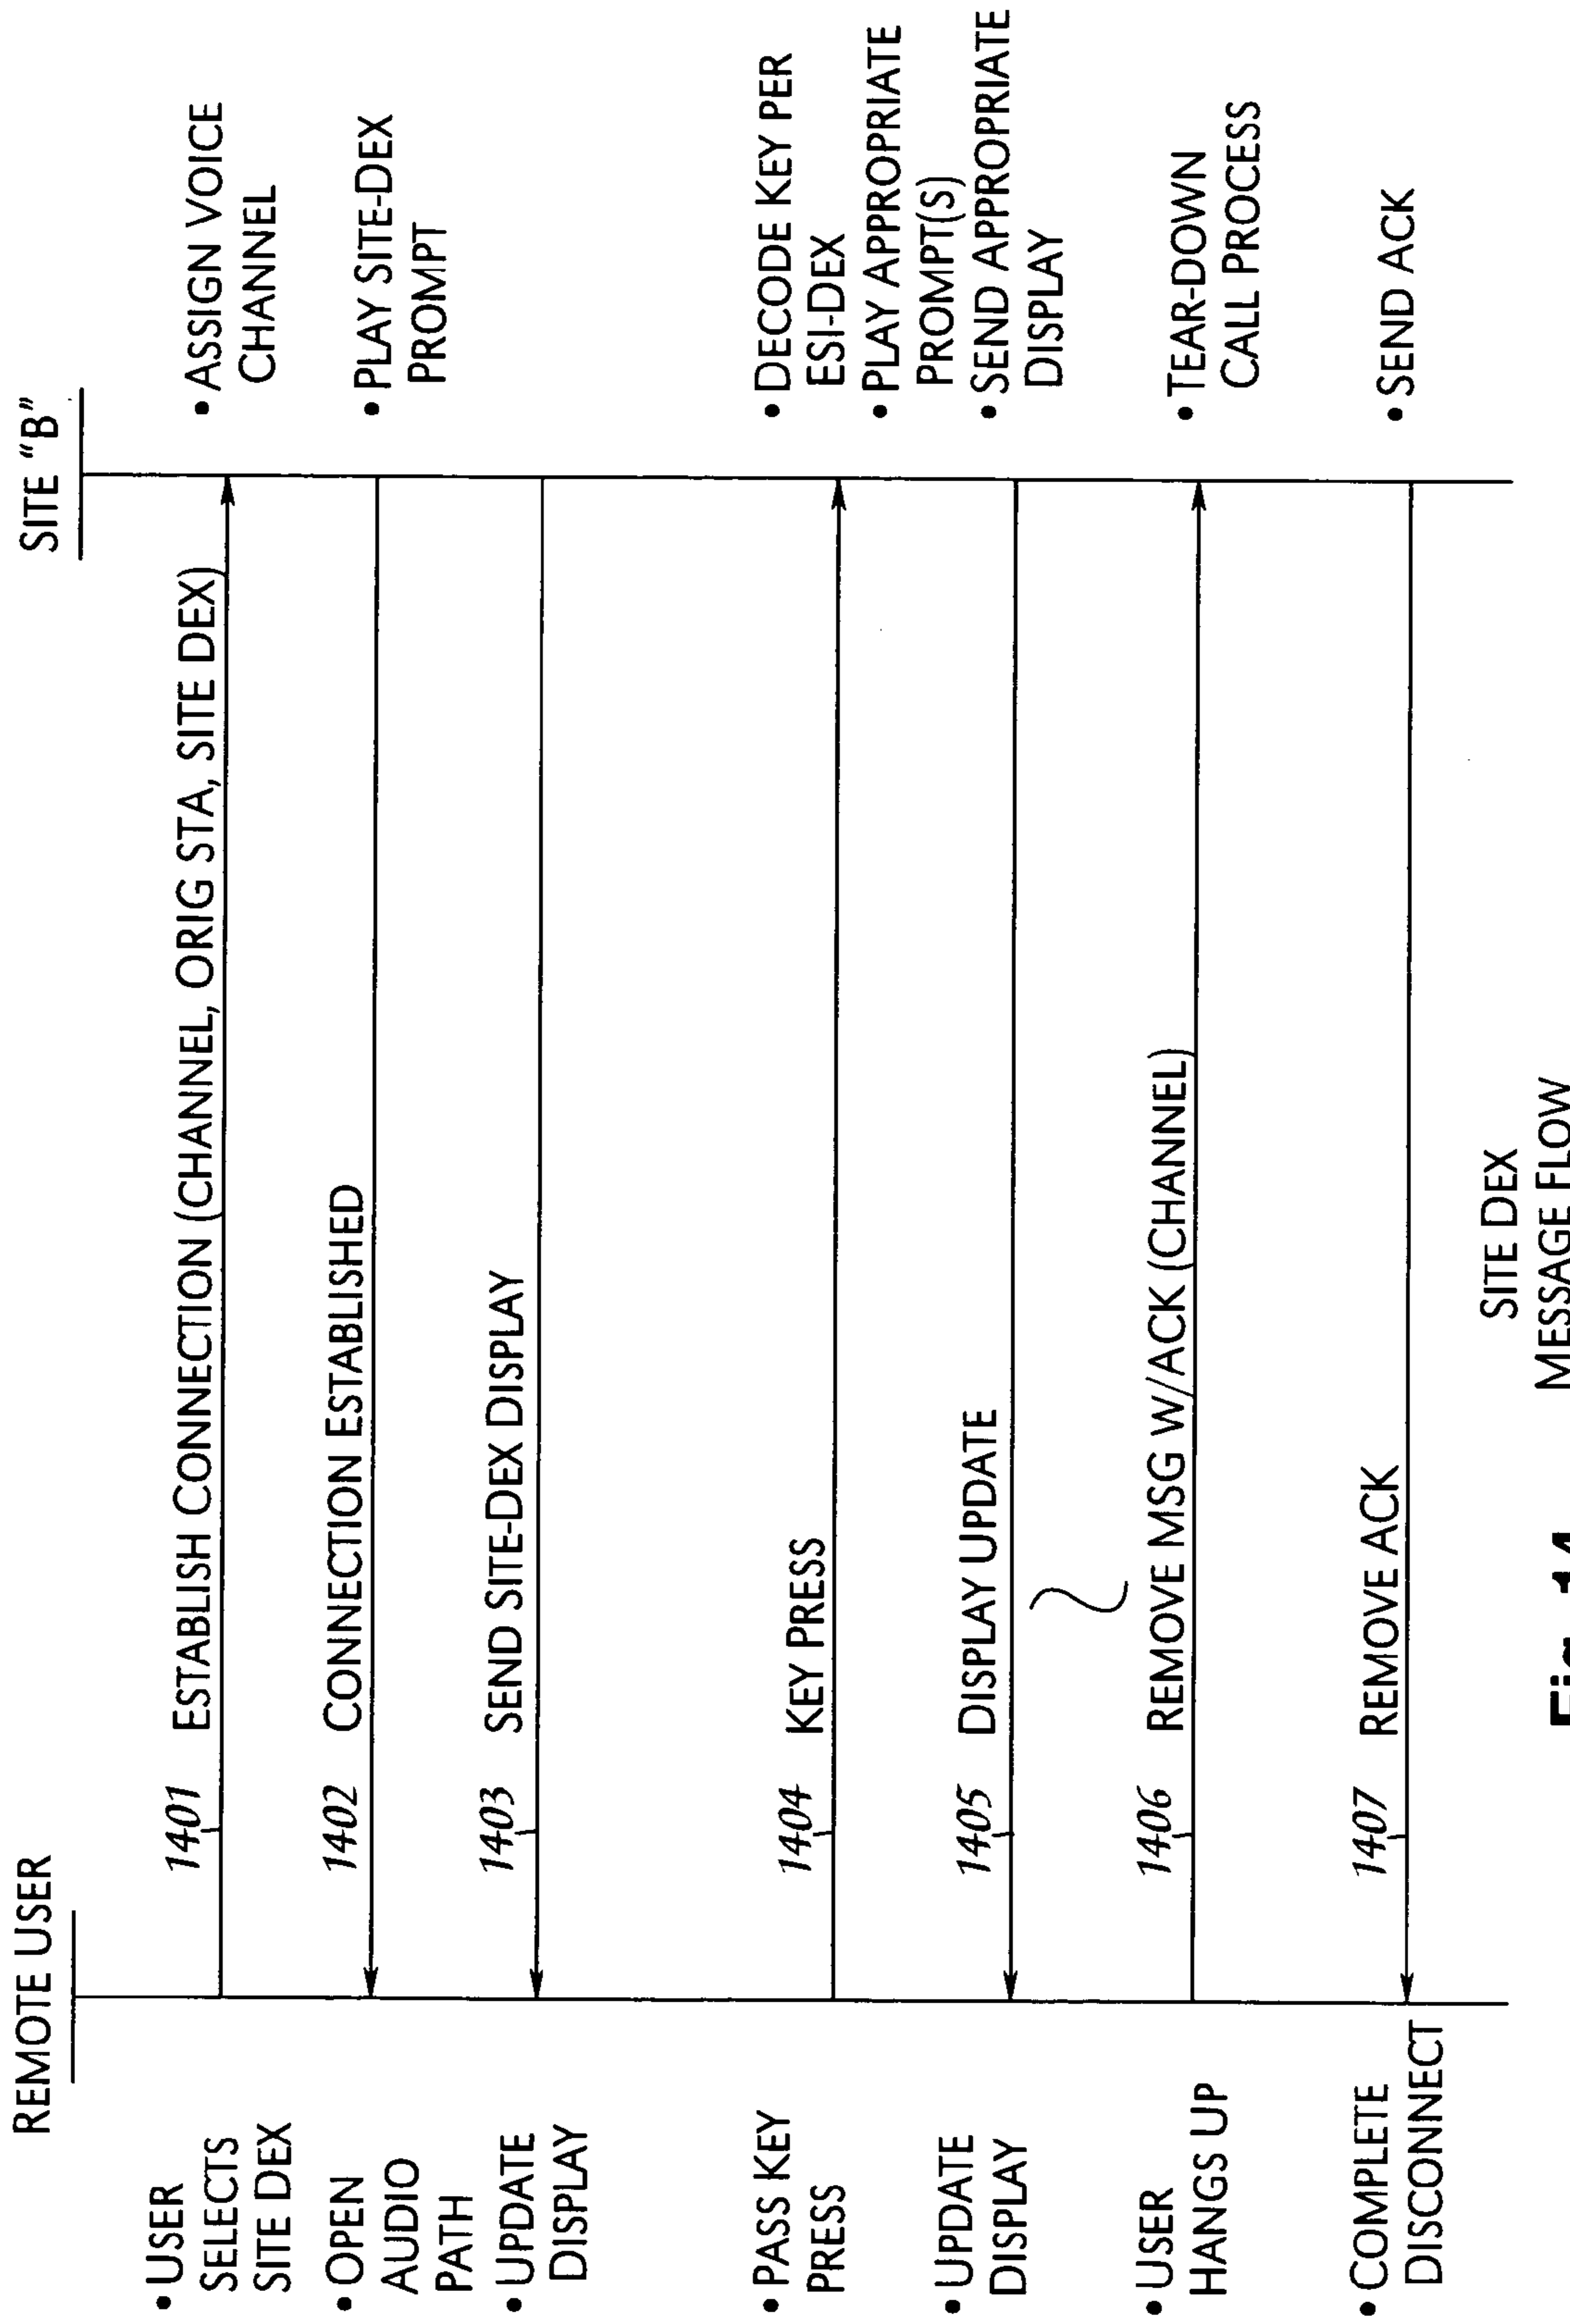 REMOTE USER
SITE "B"
• USER
SELECTS
SITE DEX
1401
ESTABLISH CONNECTION (CHANNEL, ORIG STA, SITE DEX)
• ASSIGN VOICE
CHANNEL
• OPEN
AUDIO
PATH
1402
CONNECTION ESTABLISHED
• PLAY SITE-DEX
PROMPT
• UPDATE
DISPLAY
1403
SEND SITE-DEX DISPLAY
• PASS KEY
PRESS
1404
KEY PRESS
• DECODE KEY PER
ESI-DEX
• PLAY APPROPRIATE
PROMPT(S)
• SEND APPROPRIATE
DISPLAY
• UPDATE
DISPLAY
1405
DISPLAY UPDATE
• USER
HANGS UP
1406
REMOVE MSG W/ACK (CHANNEL)
• TEAR-DOWN
CALL PROCESS
• COMPLETE
DISCONNECT
1407
REMOVE ACK
• SEND ACK
SITE DEX
MESSAGE FLOW
Fig. 14